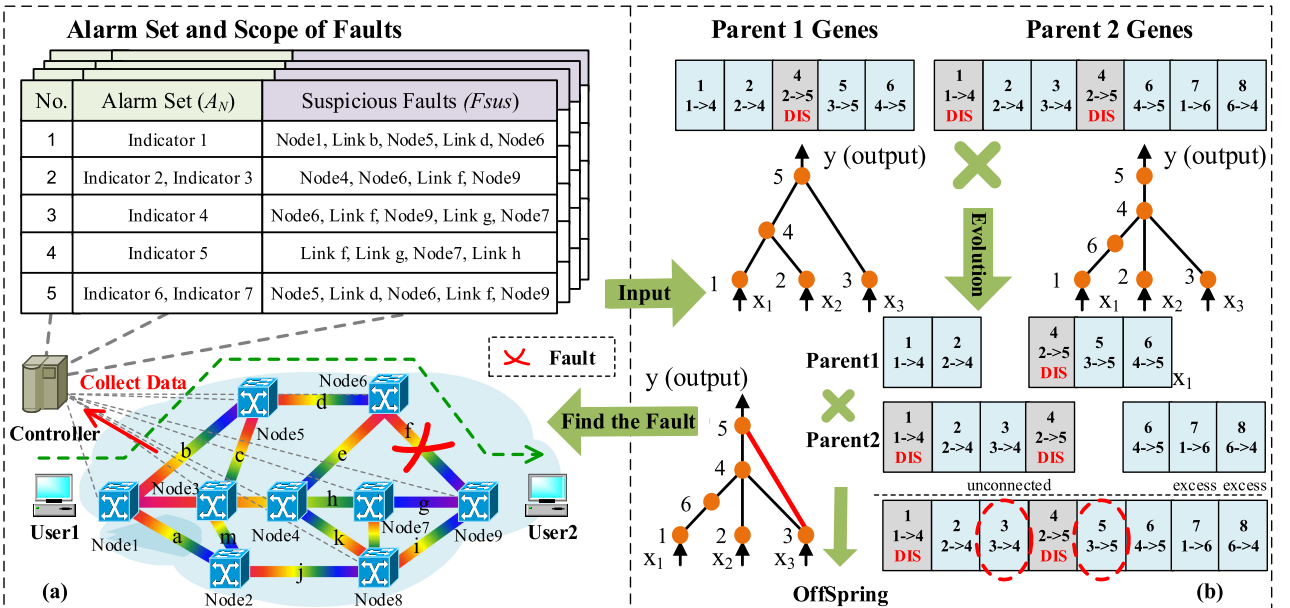 Alarm Set and Scope of Faults
No. Alarm Set (A_N) Suspicious Faults (Fsus)
1 Indicator 1 Node1, Link b, Node5, Link d, Node6
2 Indicator 2, Indicator 3 Node4, Node6, Link f, Node9
3 Indicator 4 Node6, Link f, Node9, Link g, Node7
4 Indicator 5 Link f, Link g, Node7, Link h
5 Indicator 6, Indicator 7 Node5, Link d, Node6, Link f, Node9
Input
Fault
Find the Fault
Collect Data
Controller
User1
User2
Node6
d
Node5
f
b
c
e
Node3
h
g
Node4
Node7
Node9
Node1
a
m
k
i
j
Node2
Node8
(a)
Parent 1 Genes
1 2 4 5 6
1->4 2->4 2->5 3->5 4->5
DIS
Parent 2 Genes
1 2 3 4 6 7 8
1->4 2->4 3->4 2->5 4->5 1->6 6->4
DIS DIS
y (output)
5
4
1 2 3
x1 x2 x3
Evolution
y (output)
5
4
6
1 2 3
x1 x2 x3
Parent1
1 2 4 5 6
1->4 2->4 2->5 3->5 4->5
DIS
x1
Parent2
1 2 3 4 6 7 8
1->4 2->4 3->4 2->5 4->5 1->6 6->4
DIS DIS
unconnected excess excess
y (output)
5
4
6
1 2 3
x1 x2 x3
1 2 3 4 5 6 7 8
1->4 2->4 3->4 2->5 3->5 4->5 1->6 6->4
DIS DIS
OffSpring
(b)